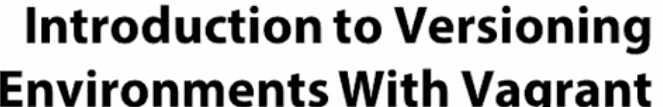 Introduction to Versioning
Environments With Vagrant